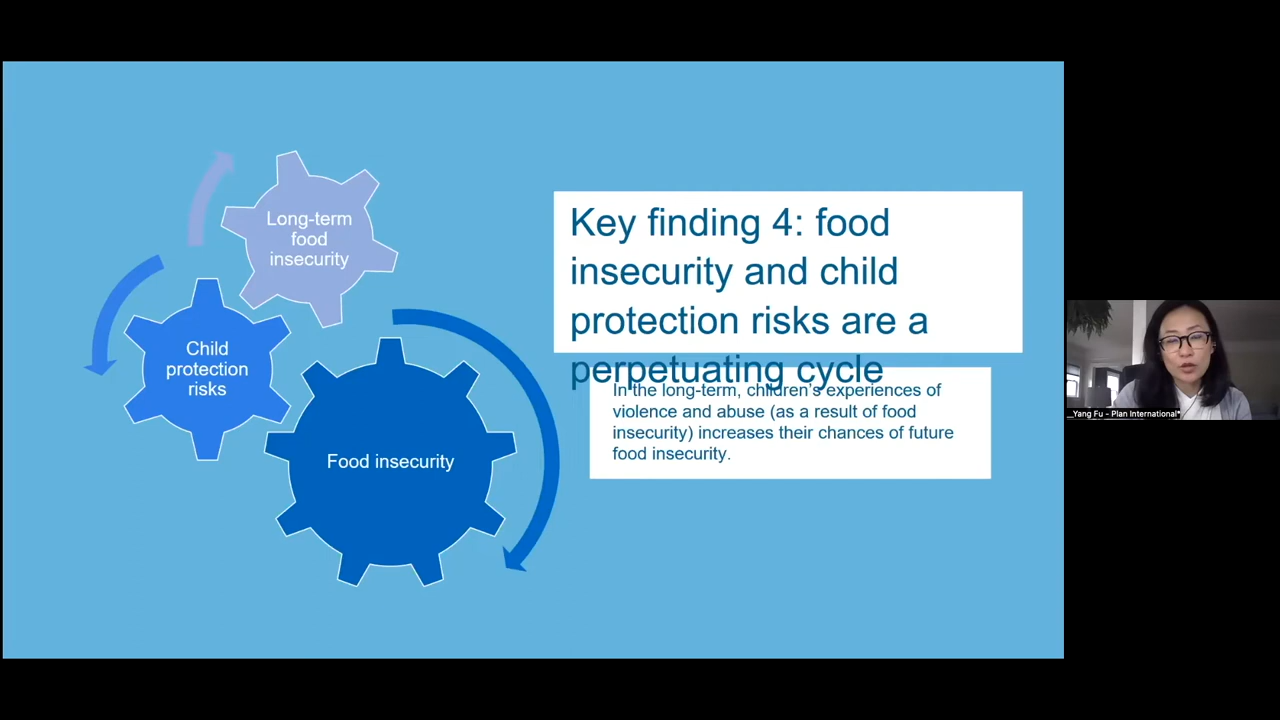 Long-term
food
insecurity
Child
protection
risks
Food insecurity
Key finding 4: food
insecurity and child
protection risks are a
perpetuating cycle
In the long-term, children's experiences of
violence and abuse (as a result of food
insecurity) increases their chances of future
food insecurity.
__Yang Fu - Plan International*